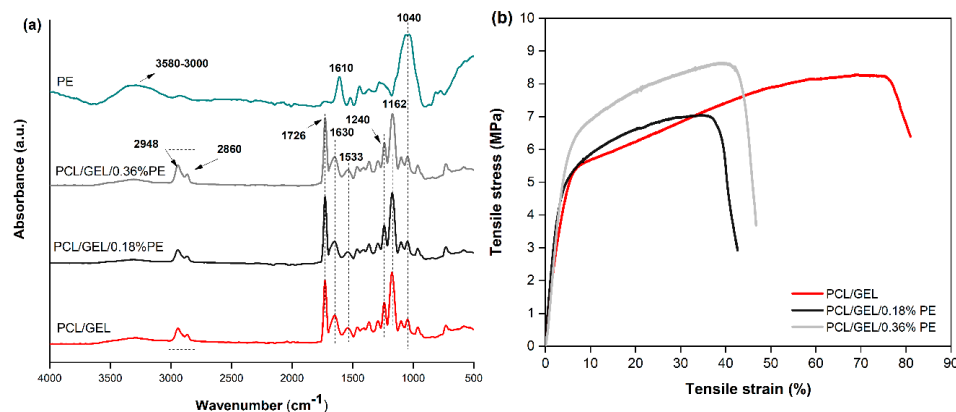 (a)
Absorbance (a.u.)
PE
3580-3000
1610
1040
PCL/GEL/0.36%PE
2948
2860
1726
1630
1533
1240
1162
PCL/GEL/0.18%PE
PCL/GEL
4000 3500 3000 2500 2000 1500 1000 500
Wavenumber (cm⁻¹)
(b)
Tensile stress (MPa)
10
9
8
7
6
5
4
3
2
1
0
PCL/GEL
PCL/GEL/0.18% PE
PCL/GEL/0.36% PE
0 10 20 30 40 50 60 70 80 90
Tensile strain (%)